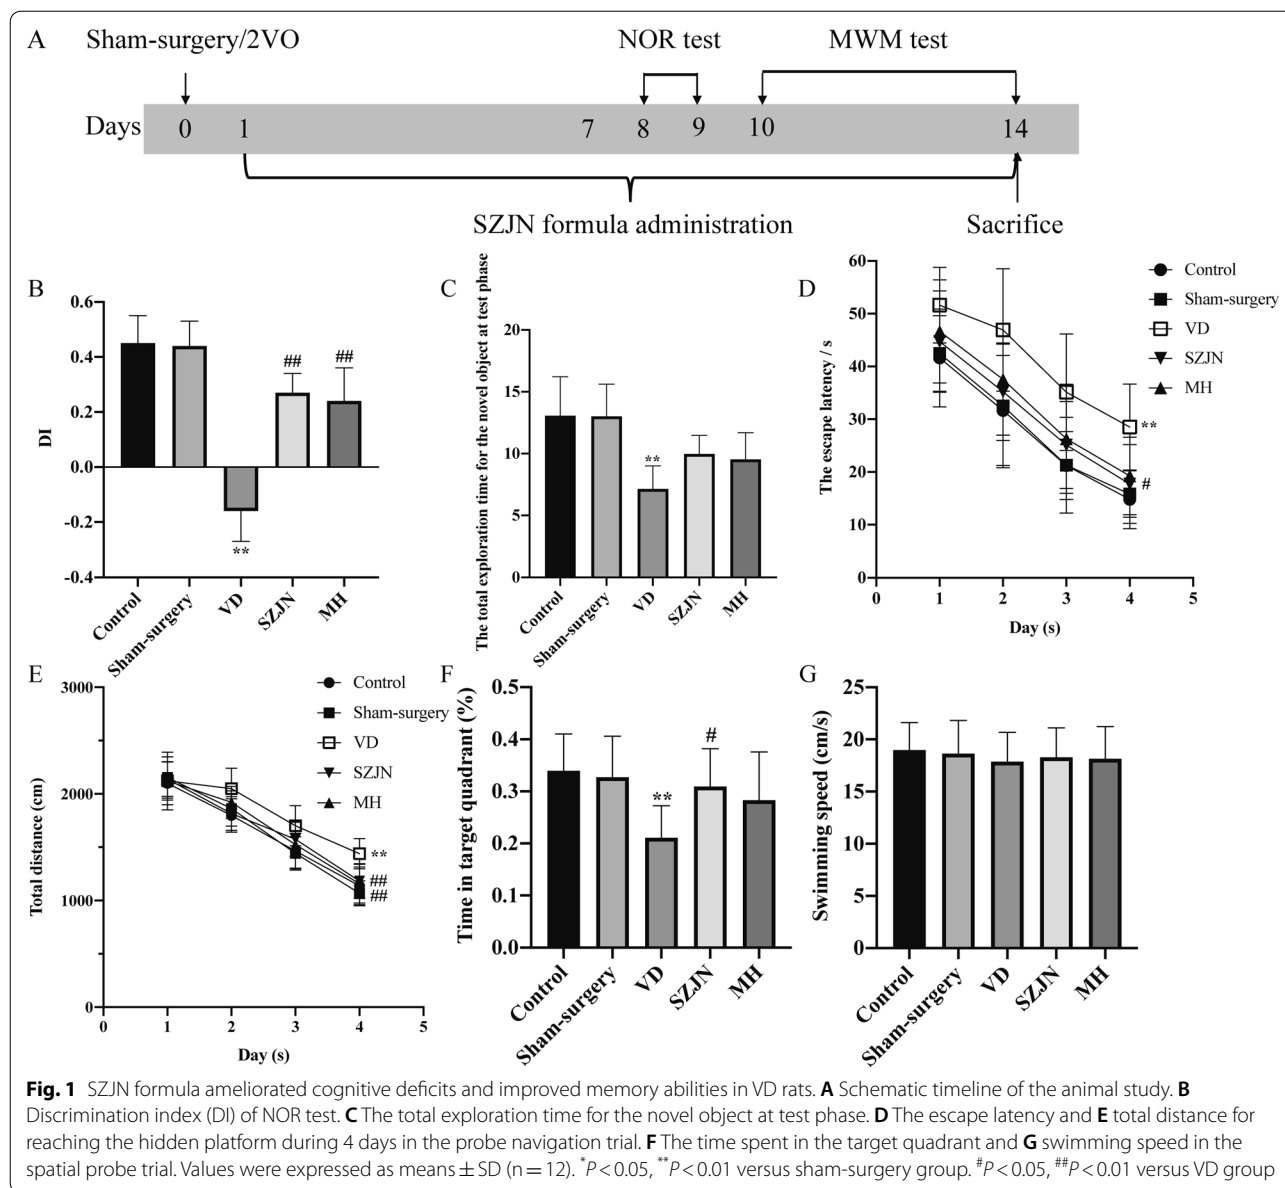 A
Sham-surgery/2VO
NOR test
MWM test
Days 0 1 7 8 9 10 14
SZJN formula administration
Sacrifice
B
DI
0.6
0.4
0.2
0.0
-0.2
-0.4
##
##
**
Control
Sham-surgery
VD
SZJN
MH
C
The total exploration time for the novel object at test phase
20
15
10
5
0
**
Control
Sham-surgery
VD
SZJN
MH
D
The escape latency / s
60
50
40
30
20
10
0
0 1 2 3 4 5
Day (s)
**
#
Control
Sham-surgery
VD
SZJN
MH
E
Total distance (cm)
3000
2000
1000
0
0 1 2 3 4 5
Day (s)
**
##
##
Control
Sham-surgery
VD
SZJN
MH
F
Time in target quadrant (%)
0.5
0.4
0.3
0.2
0.1
0.0
**
#
Control
Sham-surgery
VD
SZJN
MH
G
Swimming speed (cm/s)
25
20
15
10
5
0
Control
Sham-surgery
VD
SZJN
MH
Fig. 1 SZJN formula ameliorated cognitive deficits and improved memory abilities in VD rats. A Schematic timeline of the animal study. B
Discrimination index (DI) of NOR test. C The total exploration time for the novel object at test phase. D The escape latency and E total distance for
reaching the hidden platform during 4 days in the probe navigation trial. F The time spent in the target quadrant and G swimming speed in the
spatial probe trial. Values were expressed as means ± SD (n = 12). *P < 0.05, **P < 0.01 versus sham-surgery group. #P < 0.05, ##P < 0.01 versus VD group